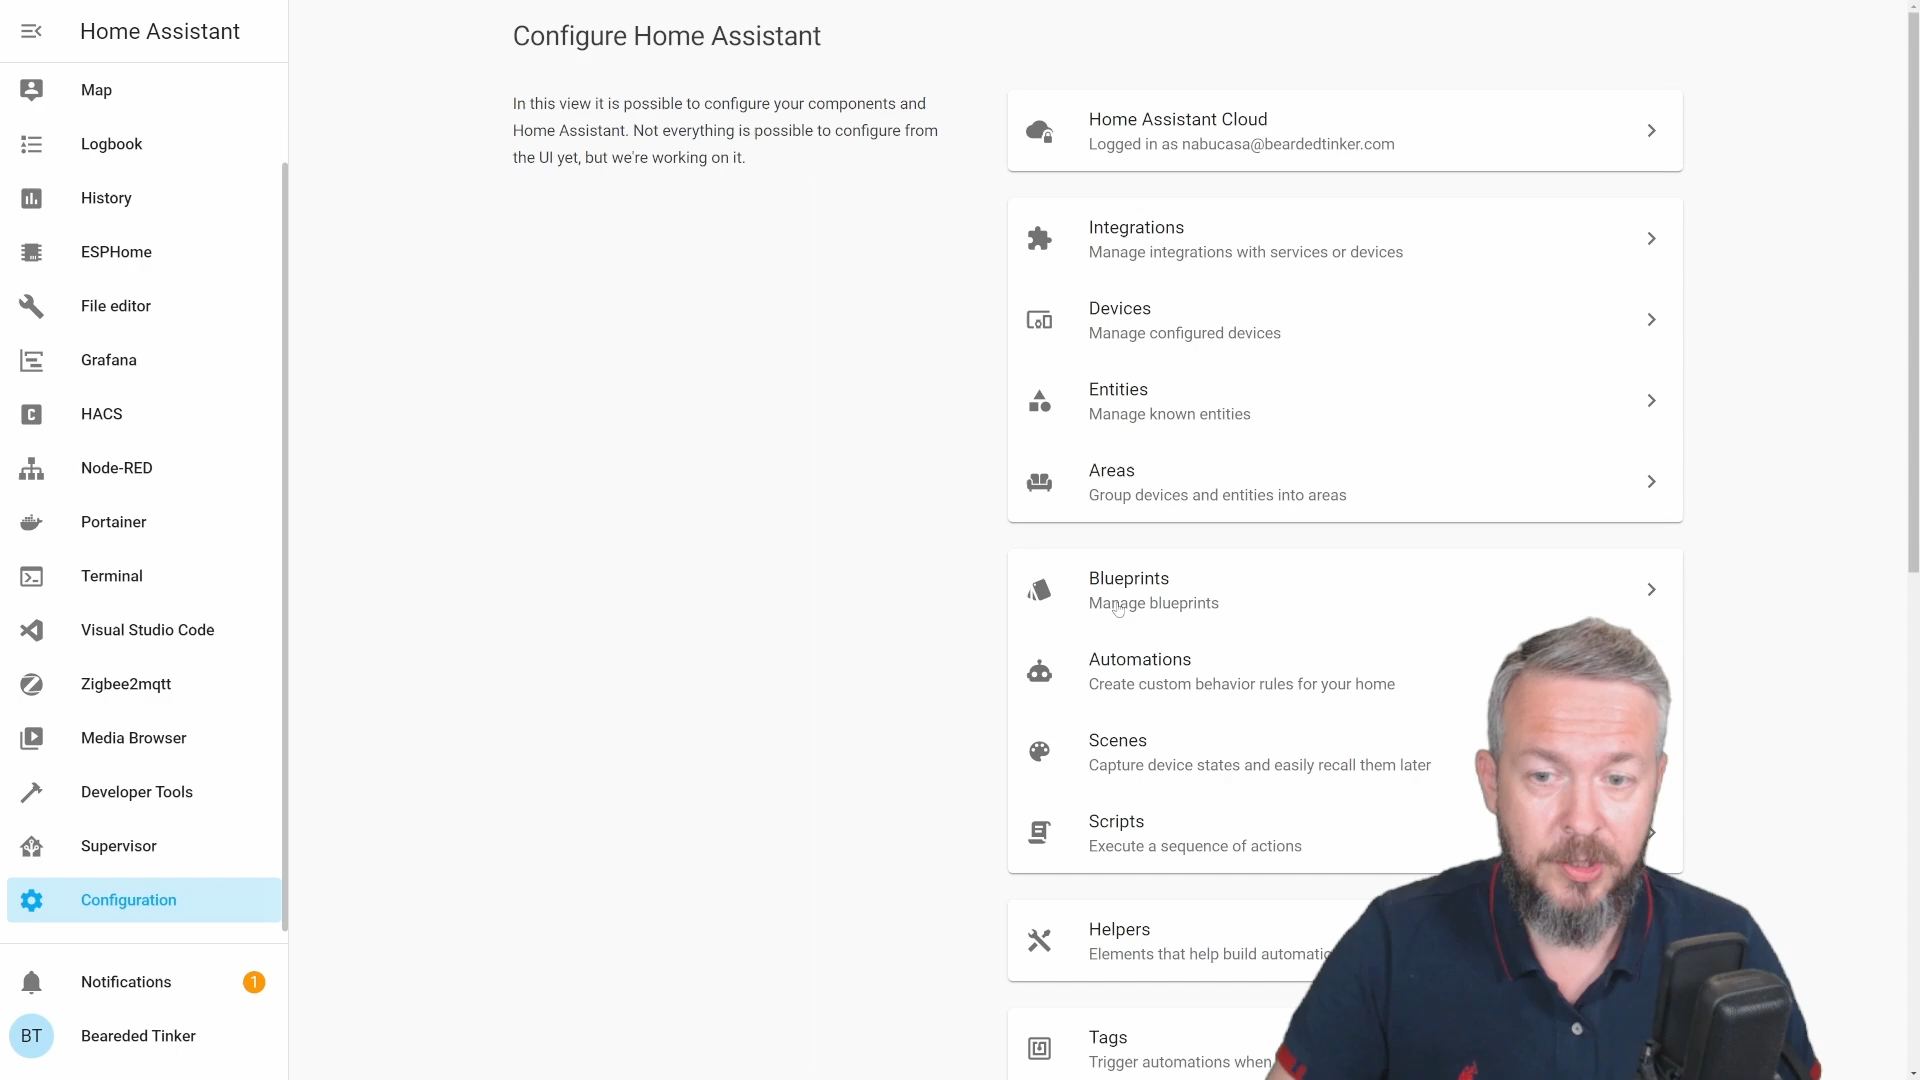 Home Assistant
Map
Logbook
History
ESPHome
File editor
Grafana
HACS
Node-RED
Portainer
Terminal
Visual Studio Code
Zigbee2mqtt
Media Browser
Developer Tools
Supervisor
Configuration
Notifications
1
BT
Beareded Tinker
Configure Home Assistant
In this view it is possible to configure your components and
Home Assistant. Not everything is possible to configure from
the UI yet, but we're working on it.
Home Assistant Cloud
Logged in as nabucasa@beardedtinker.com
Integrations
Manage integrations with services or devices
Devices
Manage configured devices
Entities
Manage known entities
Areas
Group devices and entities into areas
Blueprints
Manage blueprints
Automations
Create custom behavior rules for your home
Scenes
Capture device states and easily recall them later
Scripts
Execute a sequence of actions
Helpers
Elements that help build
Tags
Trigger automations when